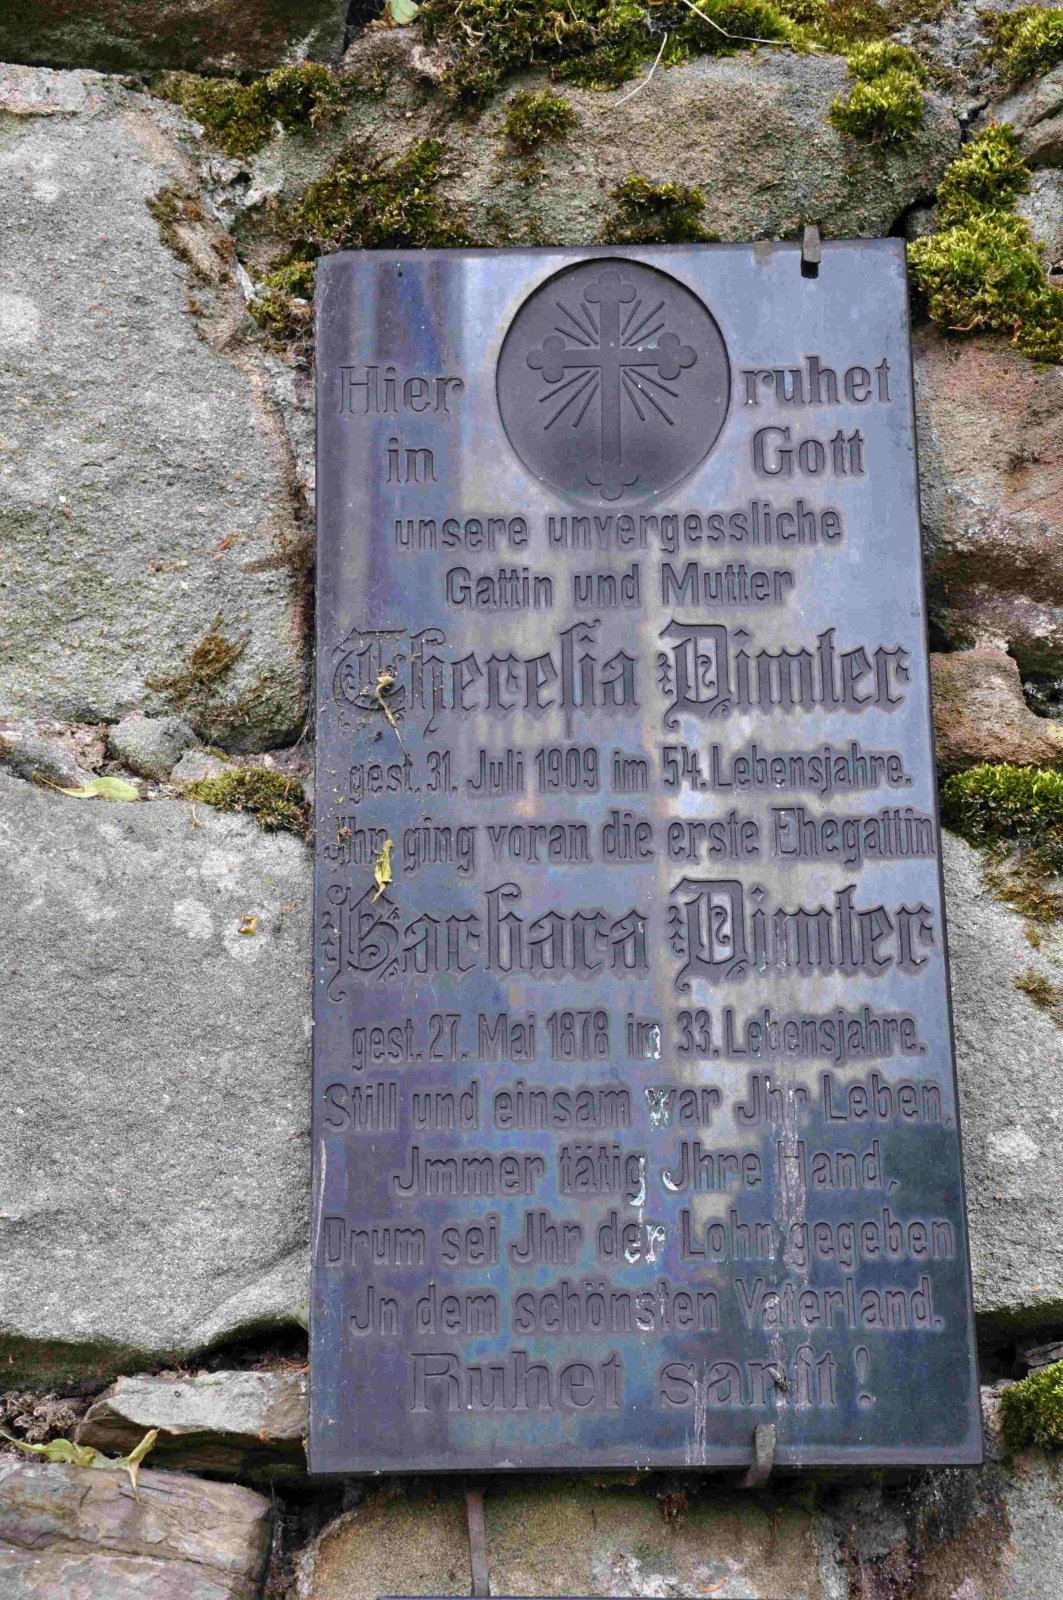 Hier ruhet
in Gott
unsere unvergessliche
Gattin und Mutter
Theresia Dimter
gest. 31. Juli 1909 im 54. Lebensjahre.
Jhn ging voran die erste Ehegattin
Barbara Dimter
gest. 27. Mai 1878 im 33. Lebensjahre.
Still und einsam war Jhr Leben,
Jmmer tätig Jhre Hand,
Drum sei Jhr der Lohn gegeben
Jn dem schönsten Vaterland.
Ruhet sanft!